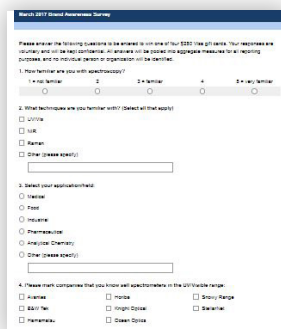 March 2017 Brand Awareness Survey
Please answer the following questions to be entered to win one of four $250 Visa gift cards. Your responses are
voluntary and will be kept confidential. All answers will be pooled into aggregate measures for all reporting
purposes, and no individual person or organization will be identified.
1. How familiar are you with spectroscopy?
1 = not familiar 2 3 = familiar 4 5 = very familiar
2. What techniques are you familiar with? (Select all that apply)
UV/Vis
NIR
Raman
Other (please specify)
3. Select your application/field:
Medical
Food
Industrial
Pharmaceutical
Analytical Chemistry
Other (please specify)
4. Please mark companies that you know sell spectrometers in the UV/Visible range:
Avantes Horiba Snowy Range
B&W Tek Knight Optical StellarNet
Hamamatsu Ocean Optics